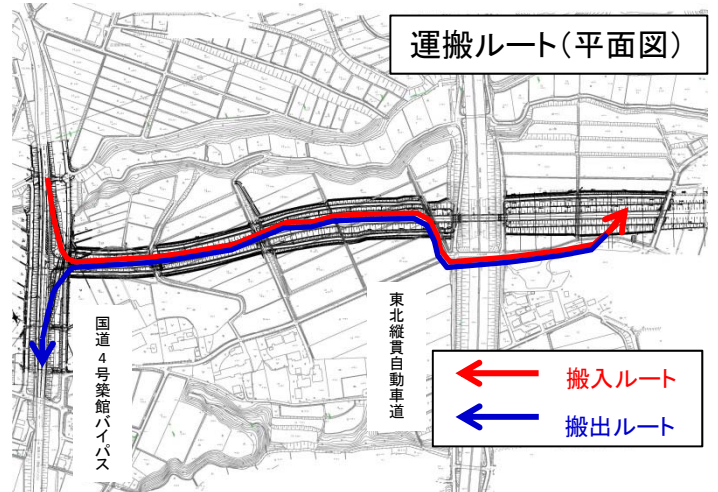 運搬ルート(平面図)
国道4号築館バイパス
東北縦貫自動車道
搬入ルート
搬出ルート